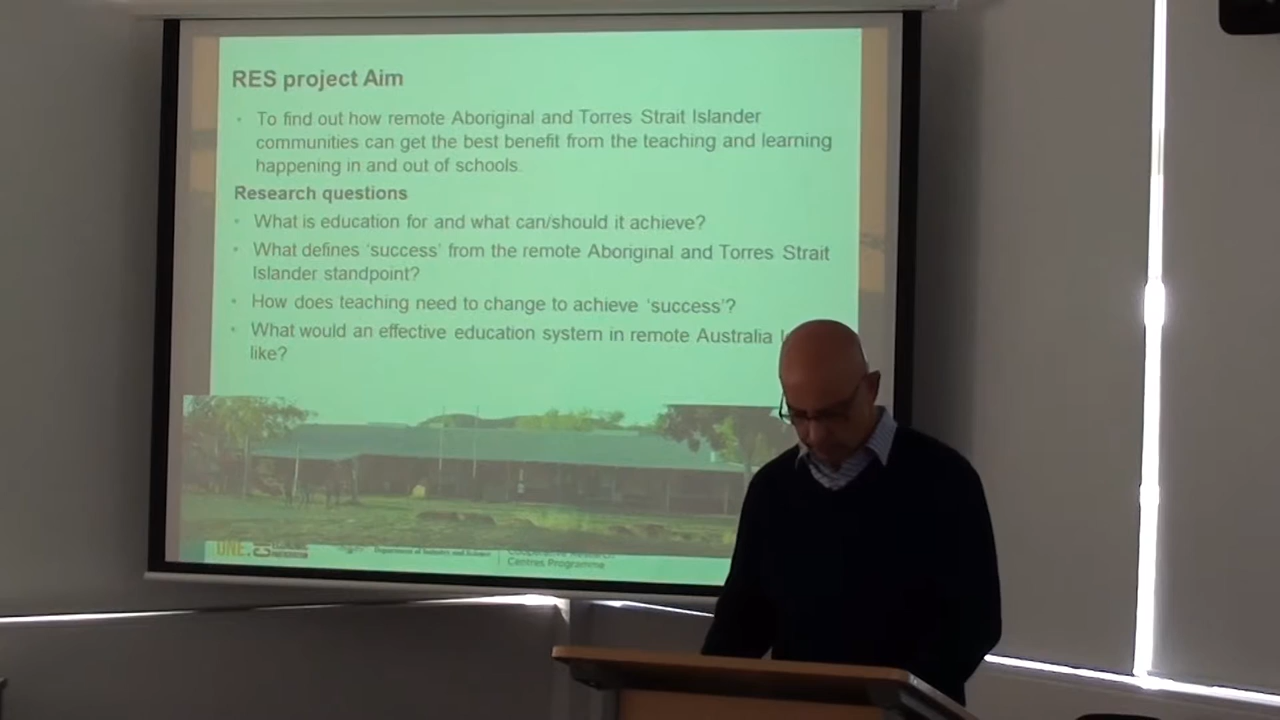 RES project Aim
• To find out how remote Aboriginal and Torres Strait Islander
communities can get the best benefit from the teaching and learning
happening in and out of schools.
Research questions
• What is education for and what can/should it achieve?
• What defines ‘success’ from the remote Aboriginal and Torres Strait
Islander standpoint?
• How does teaching need to change to achieve ‘success’?
• What would an effective education system in remote Australia
like?
UNE.
Department of Industry and Science
Centres Programme